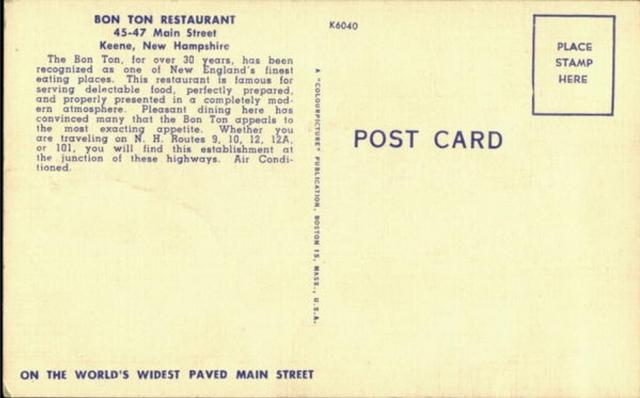 BON TON RESTAURANT
45-47 Main Street
Keene, New Hampshire
The Bon Ton, for over 30 years, has been
recognized as one of New England's finest
eating places. This restaurant is famous for
serving delectable food, perfectly prepared,
and properly presented in a completely mod-
ern atmosphere. Pleasant dining here has
convinced many that the Bon Ton appeals to
the most exacting appetite. Whether you
are traveling on N. H. Routes 9, 10, 12, 12A,
or 101, you will find this establishment at
the junction of these highways. Air Condi-
tioned.
ON THE WORLD'S WIDEST PAVED MAIN STREET
A "COLOURPICTURE" PUBLICATION, BOSTON 15, MASS., U.S.A.
K6040
POST CARD
PLACE
STAMP
HERE